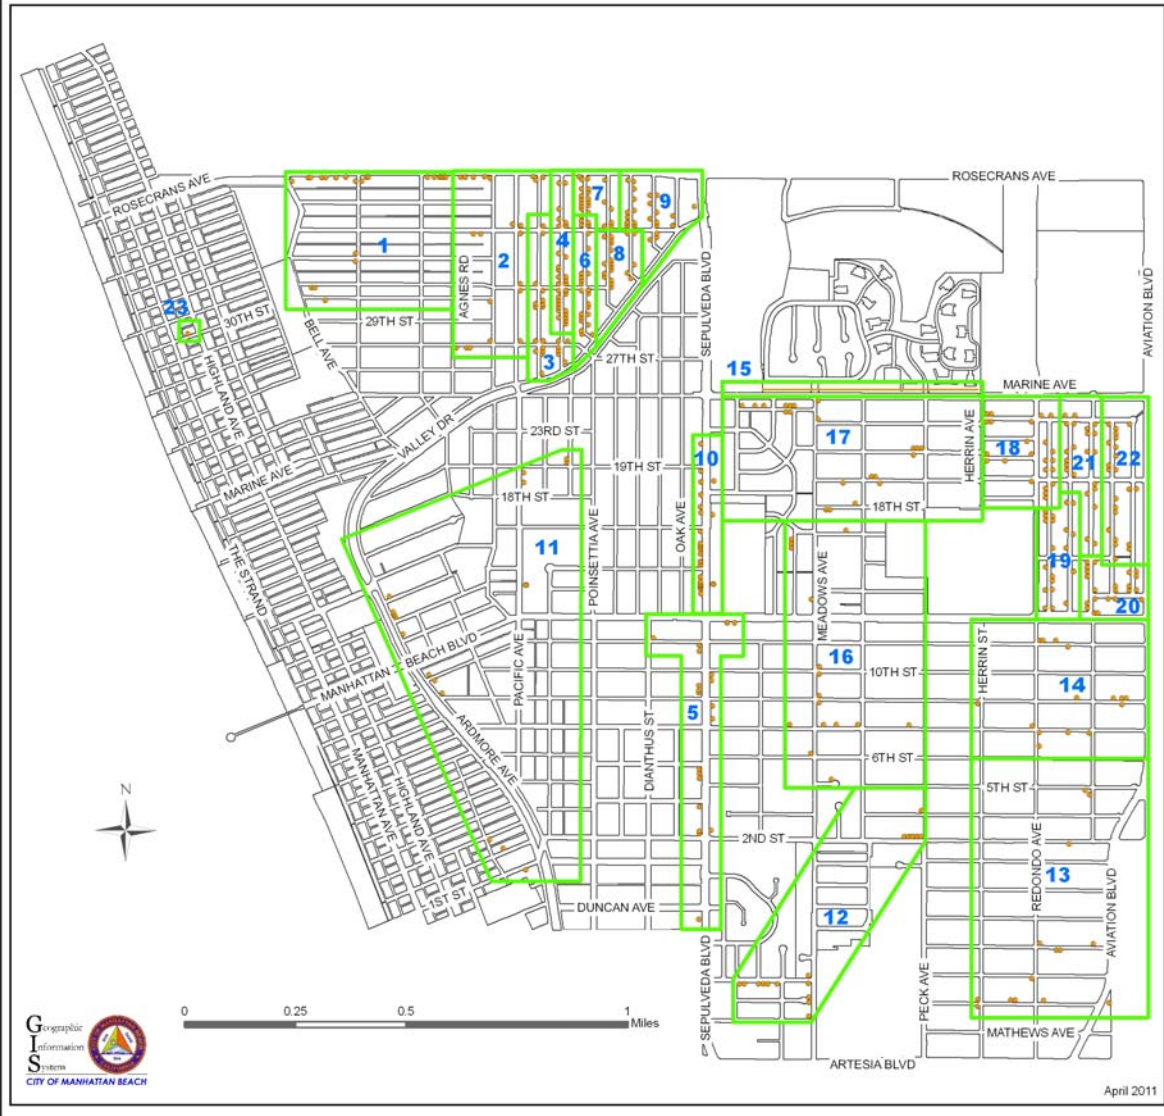 ROSECRANS AVE
ROSECRANS AVE
7
9
1
2
4
6
8
AGNES RD
SEPULVEDA BLVD
AVIATION BLVD
23
30TH ST
29TH ST
BELL AVE
HIGHLAND AVE
3
27TH ST
15
MARINE AVE
VALLEY DR
23RD ST
17
HERRIN AVE
18
21
22
10
19TH ST
MARINE AVE
18TH ST
18TH ST
OAK AVE
11
POINSETTIA AVE
THE STRAND
MEADOWS AVE
19
20
MANHATTAN BEACH BLVD
PACIFIC AVE
16
10TH ST
HERRIN ST
14
DIANTHUS ST
5
ARDMORE AVE
MANHATTAN AVE
HIGHLAND AVE
6TH ST
5TH ST
N
2ND ST
REDONDO AVE
13
AVIATION BLVD
1ST ST
DUNCAN AVE
12
SEPULVEDA BLVD
PECK AVE
0 0.25 0.5 1
Miles
MATHEWS AVE
ARTESIA BLVD
Geographic
Information
System
CITY OF MANHATTAN BEACH
April 2011